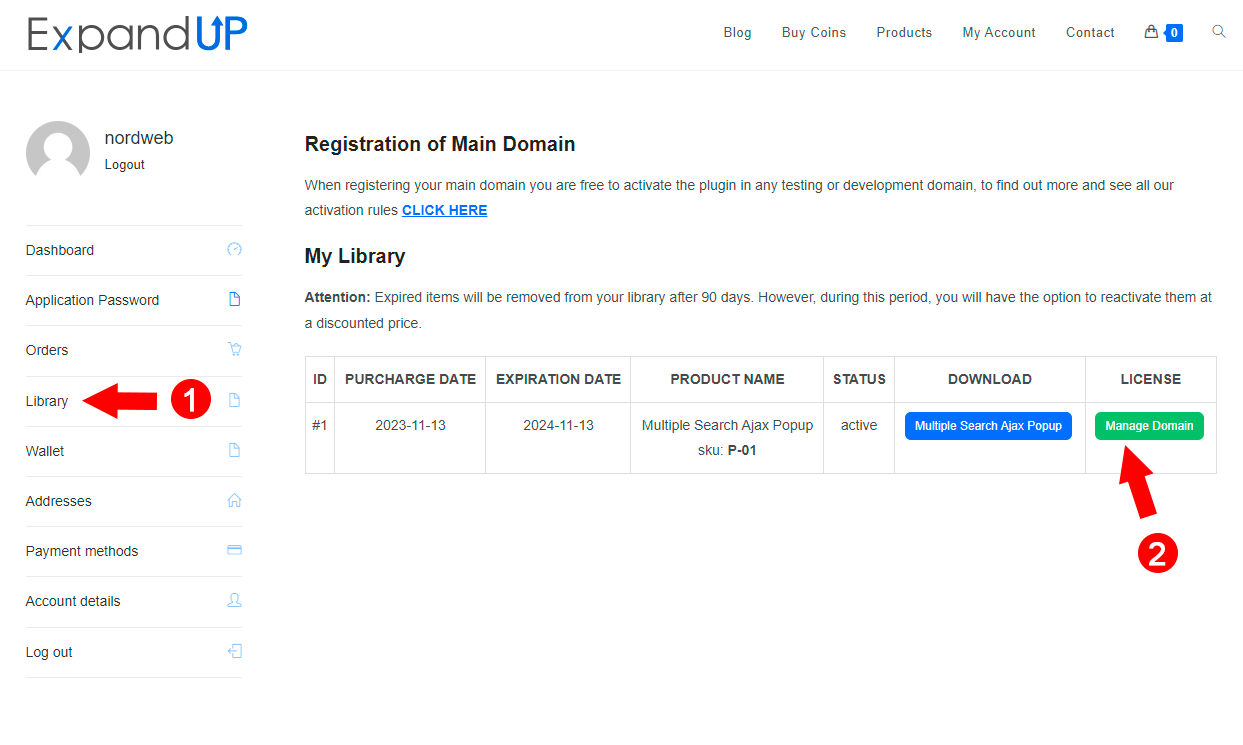 ExpandUP
Blog Buy Coins Products My Account Contact 0
nordweb
Logout
Dashboard
Application Password
Orders
Library 1
Wallet
Addresses
Payment methods
Account details
Log out
Registration of Main Domain
When registering your main domain you are free to activate the plugin in any testing or development domain, to find out more and see all our
activation rules CLICK HERE
My Library
Attention: Expired items will be removed from your library after 90 days. However, during this period, you will have the option to reactivate them at
a discounted price.
ID PURCHARGE DATE EXPIRATION DATE PRODUCT NAME STATUS DOWNLOAD LICENSE
#1 2023-11-13 2024-11-13 Multiple Search Ajax Popup active Multiple Search Ajax Popup Manage Domain
sku: P-01
2